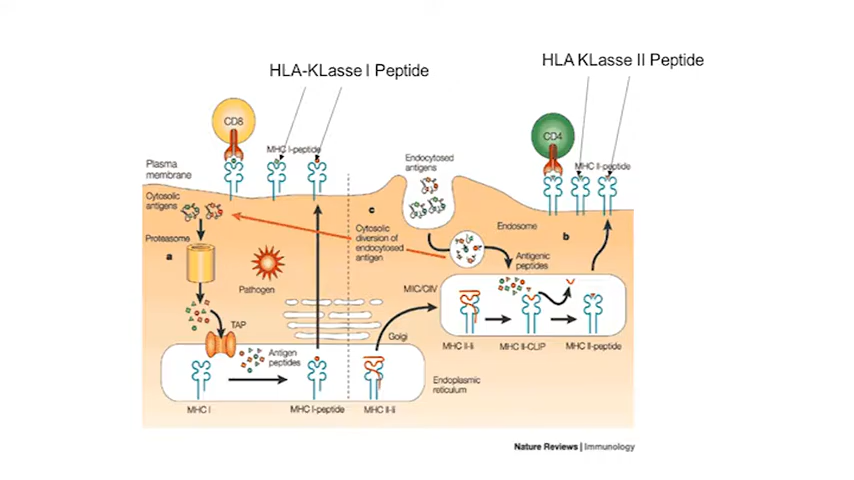 HLA-KLasse I Peptide
HLA KLasse II Peptide
CD8
CD4
MHC I-peptide
MHC II-peptide
Plasma
membrane
Endocytosed
antigens
Cytosolic
antigens
c
Cytosolic
diversion of
endocytosed
antigen
Endosome
b
Proteasome
a
Antigenic
peptides
Pathogen
MIIC/CIIV
TAP
Golgi
MHC II-Ii
MHC II-CLIP
MHC II-peptide
Antigen
peptides
Endoplasmic
reticulum
MHC I
MHC I-peptide
MHC II-Ii
Nature Reviews | Immunology